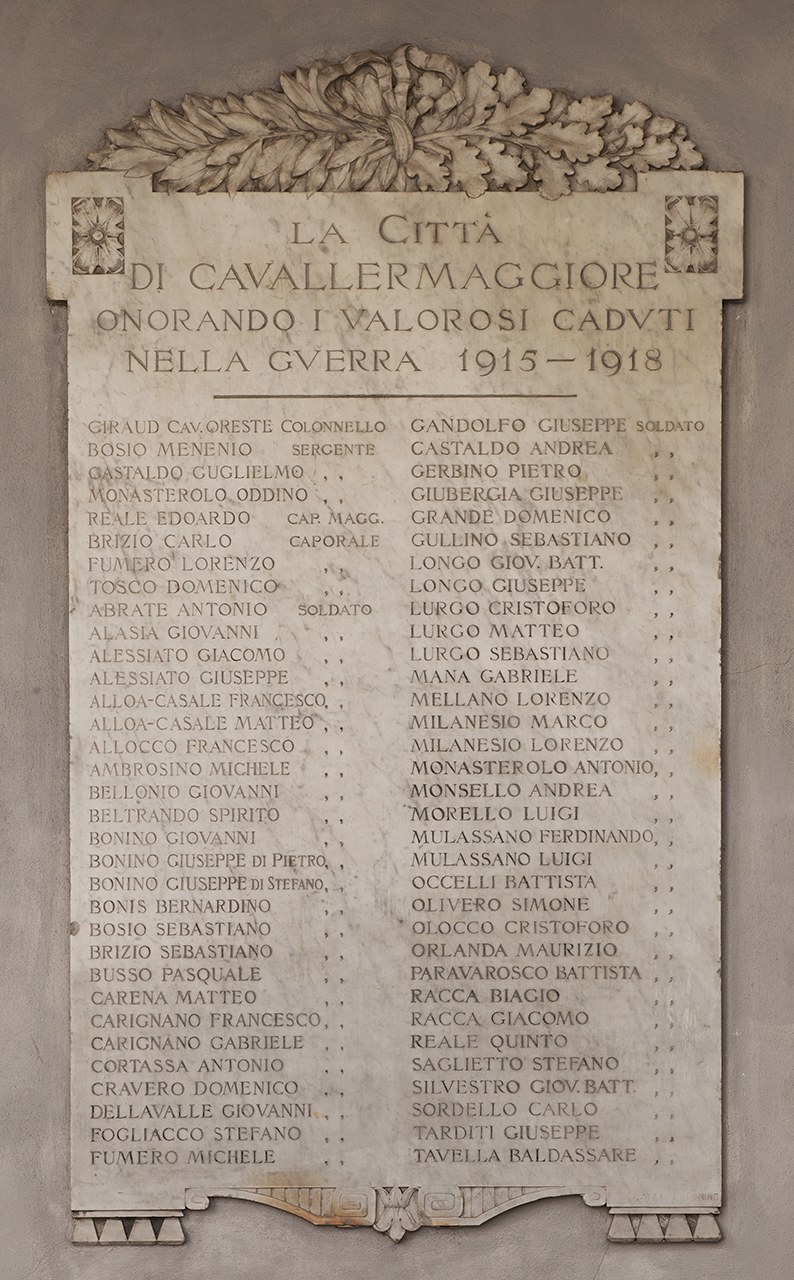 LA CITTÀ
DI CAVALLERMAGGIORE
ONORANDO I VALOROSI CADVTI
NELLA GVERRA 1915—1918
GIRAUD CAV. ORESTE COLONNELLO
BOSIO MENENIO SERGENTE
GASTALDO GUGLIELMO , ,
MONASTEROLO ODDINO , ,
REALE EDOARDO CAP. MAGG.
BRIZIO CARLO CAPORALE
FUMERO LORENZO , ,
TOSCO DOMENICO , ,
ABRATE ANTONIO SOLDATO
ALASIA GIOVANNI , ,
ALESSIATO GIACOMO , ,
ALESSIATO GIUSEPPE , ,
ALLOA-CASALE FRANCESCO , ,
ALLOA-CASALE MATTEO , ,
ALLOCCO FRANCESCO , ,
AMBROSINO MICHELE , ,
BELLONIO GIOVANNI , ,
BELTRANDO SPIRITO , ,
BONINO GIOVANNI , ,
BONINO GIUSEPPE DI PIETRO , ,
BONINO GIUSEPPE DI STEFANO , ,
BONIS BERNARDINO , ,
BOSIO SEBASTIANO , ,
BRIZIO SEBASTIANO , ,
BUSSO PASQUALE , ,
CARENA MATTEO , ,
CARIGNANO FRANCESCO , ,
CARIGNANO GABRIELE , ,
CORTASSA ANTONIO , ,
CRAVERO DOMENICO , ,
DELLAVALLE GIOVANNI , ,
FOGLIACCO STEFANO , ,
FUMERO MICHELE , ,
GANDOLFO GIUSEPPE SOLDATO
CASTALDO ANDREA , ,
GERBINO PIETRO , ,
GIUBERGIA GIUSEPPE , ,
GRANDE DOMENICO , ,
GULLINO SEBASTIANO , ,
LONGO GIOV. BATT. , ,
LONGO GIUSEPPE , ,
LURGO CRISTOFORO , ,
LURGO MATTEO , ,
LURGO SEBASTIANO , ,
MANA GABRIELE , ,
MELLANO LORENZO , ,
MILANESIO MARCO , ,
MILANESIO LORENZO , ,
MONASTEROLO ANTONIO , ,
MONSELLO ANDREA , ,
MORELLO LUIGI , ,
MULASSANO FERDINANDO , ,
MULASSANO LUIGI , ,
OCCELLI BATTISTA , ,
OLIVERO SIMONE , ,
OLOCCO CRISTOFORO , ,
ORLANDA MAURIZIO , ,
PARAVAROSCO BATTISTA , ,
RACCA BIAGIO , ,
RACCA GIACOMO , ,
REALE QUINTO , ,
SAGLIETTO STEFANO , ,
SILVESTRO GIOV. BATT. , ,
SORDELLO CARLO , ,
TARDITI GIUSEPPE , ,
TAVELLA BALDASSARE , ,